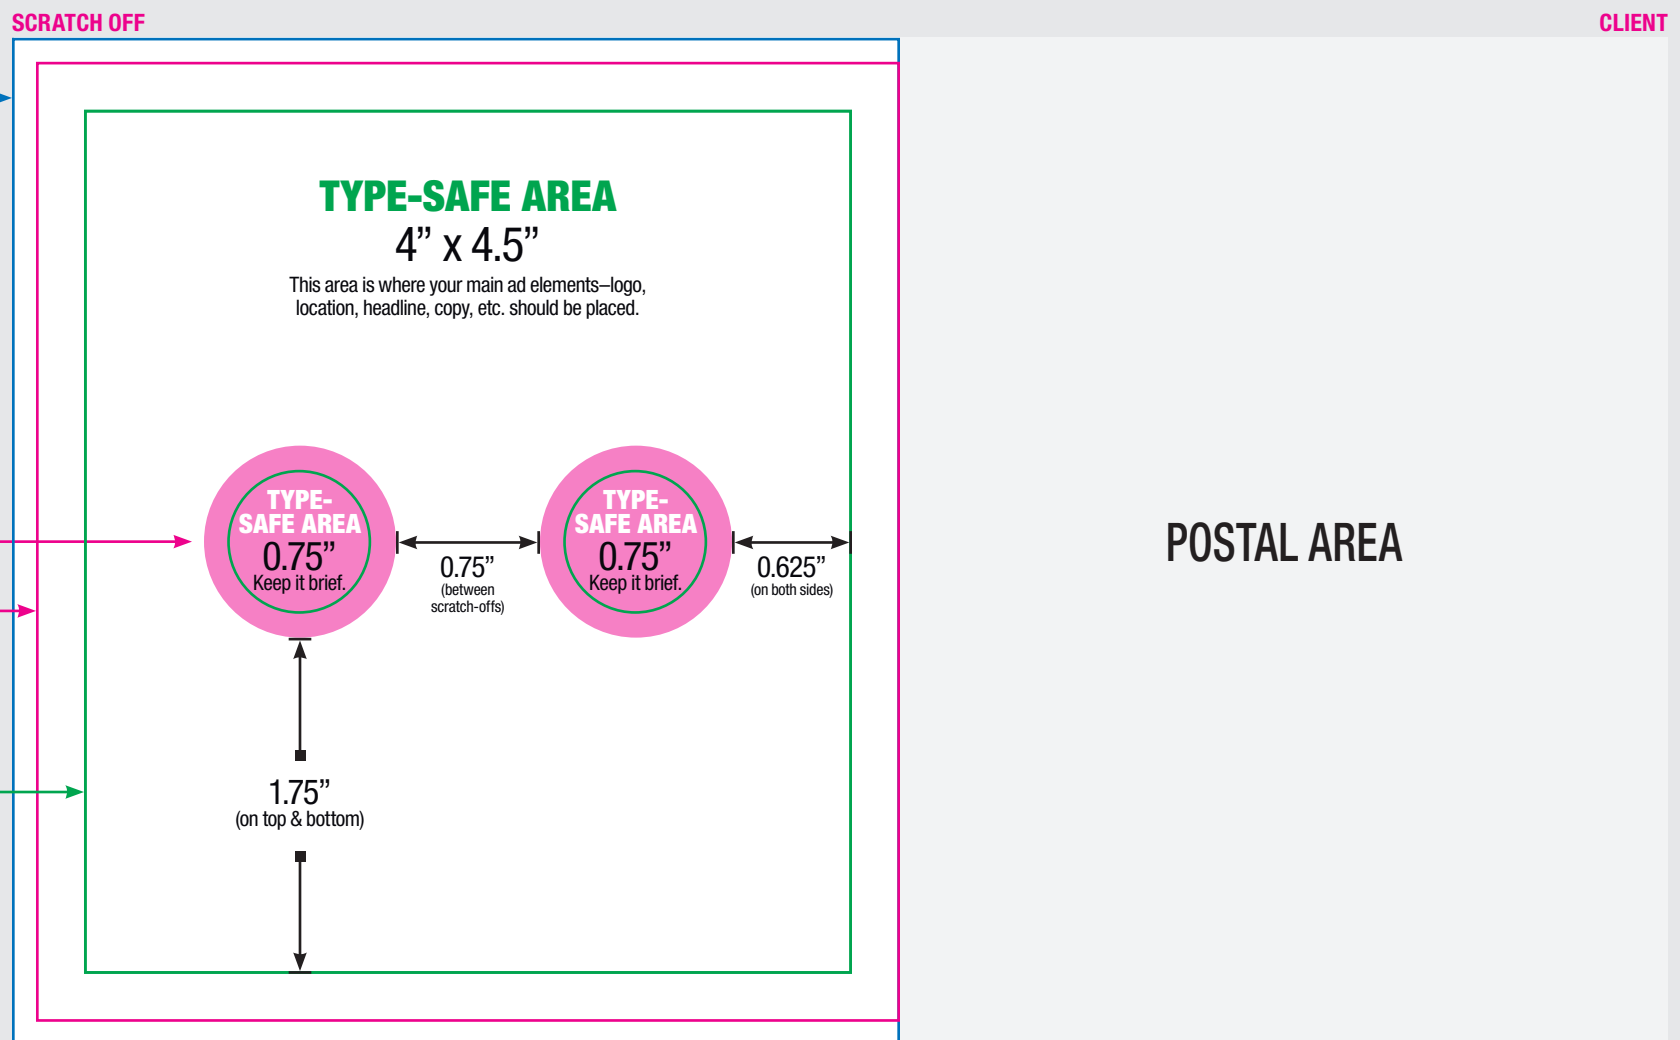 SCRATCH OFF
CLIENT
TYPE-SAFE AREA
4” x 4.5”
This area is where your main ad elements–logo,
location, headline, copy, etc. should be placed.
TYPE-
SAFE AREA
0.75”
Keep it brief.
0.75”
(between
scratch-offs)
TYPE-
SAFE AREA
0.75”
Keep it brief.
0.625”
(on both sides)
POSTAL AREA
1.75”
(on top & bottom)